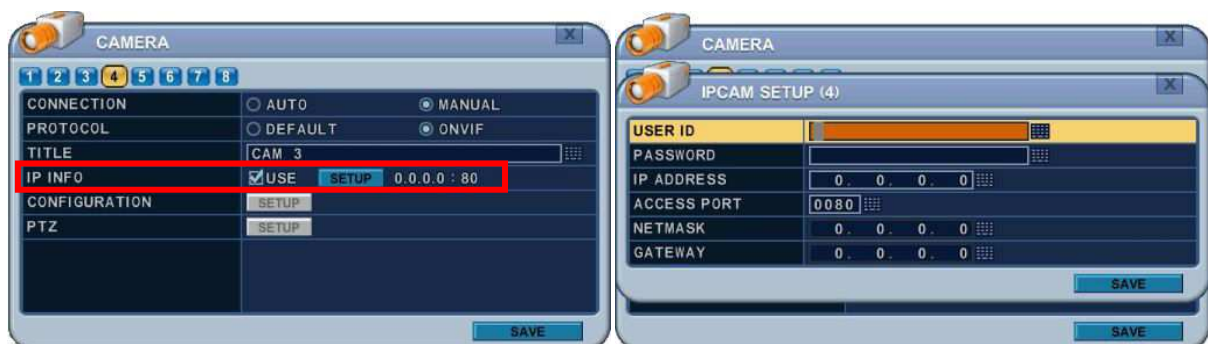 CAMERA
X
1 2 3 4 5 6 7 8
CONNECTION AUTO MANUAL
PROTOCOL DEFAULT ONVIF
TITLE CAM 3
IP INFO USE SETUP 0.0.0.0 : 80
CONFIGURATION SETUP
PTZ SETUP
SAVE
CAMERA
X
IPCAM SETUP (4)
X
USER ID
PASSWORD
IP ADDRESS 0. 0. 0. 0
ACCESS PORT 0080
NETMASK 0. 0. 0. 0
GATEWAY 0. 0. 0. 0
SAVE
SAVE